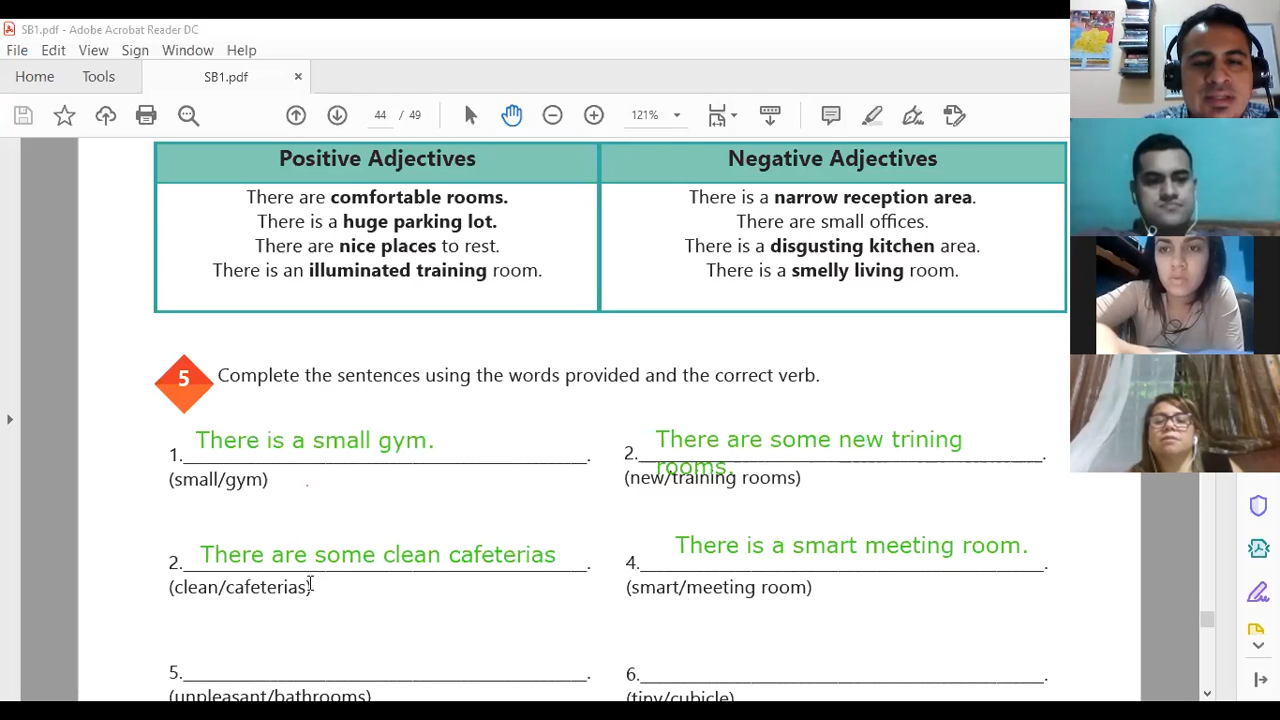 SB1.pdf - Adobe Acrobat Reader DC
File Edit View Sign Window Help
Home Tools SB1.pdf ×
44 / 49 121%
Positive Adjectives Negative Adjectives
There are comfortable rooms. There is a narrow reception area.
There is a huge parking lot. There are small offices.
There are nice places to rest. There is a disgusting kitchen area.
There is an illuminated training room. There is a smelly living room.
5 Complete the sentences using the words provided and the correct verb.
There is a small gym. There are some new trining
1. . 2. rooms. .
(small/gym) (new/training rooms)
There are some clean cafeterias There is a smart meeting room.
2. . 4. .
(clean/cafeterias) (smart/meeting room)
5. . 6. .
(unpleasant/bathrooms) (tiny/cubicle)